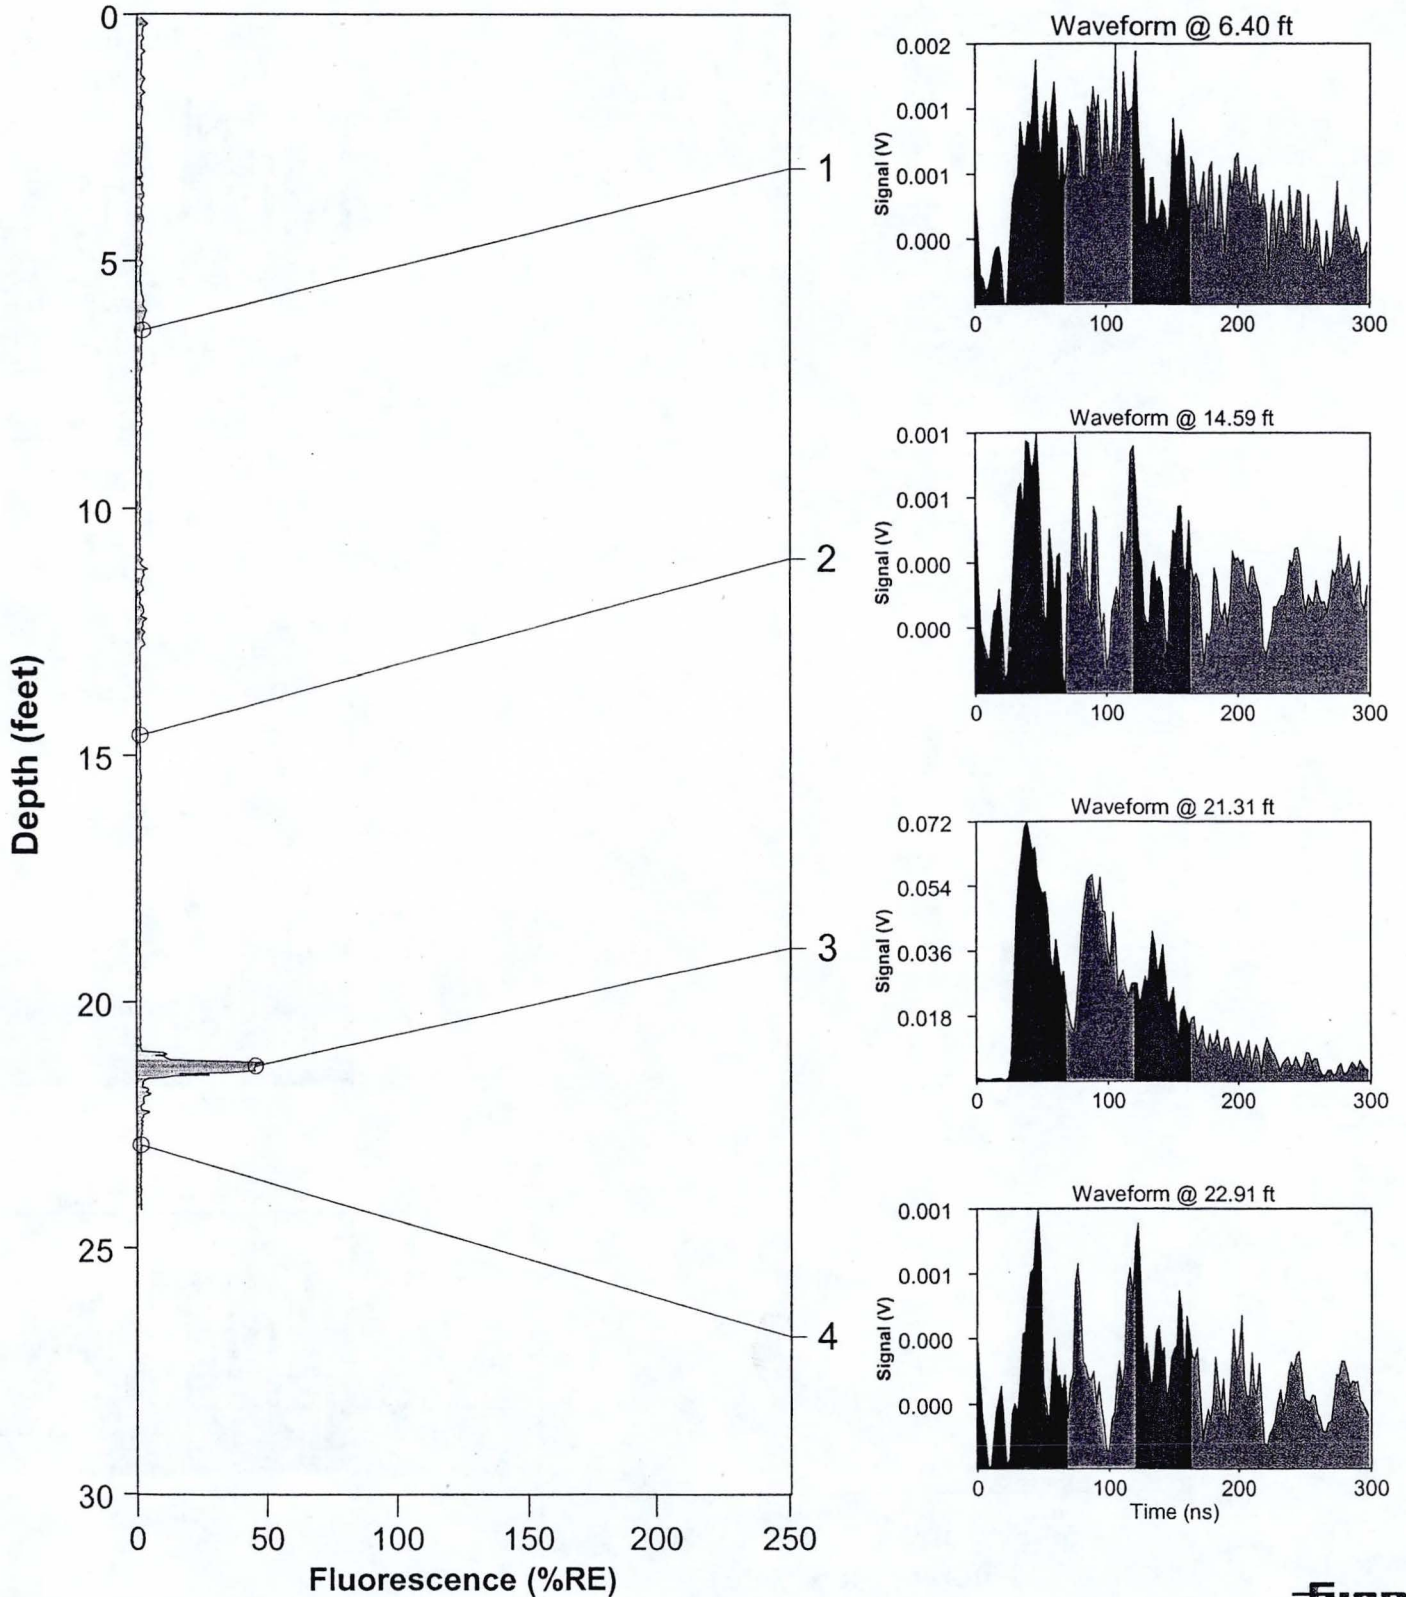 0
5
10
15
20
25
30
Depth (feet)
0 50 100 150 200 250
Fluorescence (%RE)
1
2
3
4
Waveform @ 6.40 ft
0.002
0.001
0.001
0.000
Signal (V)
0 100 200 300
Waveform @ 14.59 ft
0.001
0.001
0.000
0.000
Signal (V)
0 100 200 300
Waveform @ 21.31 ft
0.072
0.054
0.036
0.018
Signal (V)
0 100 200 300
Waveform @ 22.91 ft
0.001
0.001
0.000
0.000
Signal (V)
0 100 200 300
Time (ns)